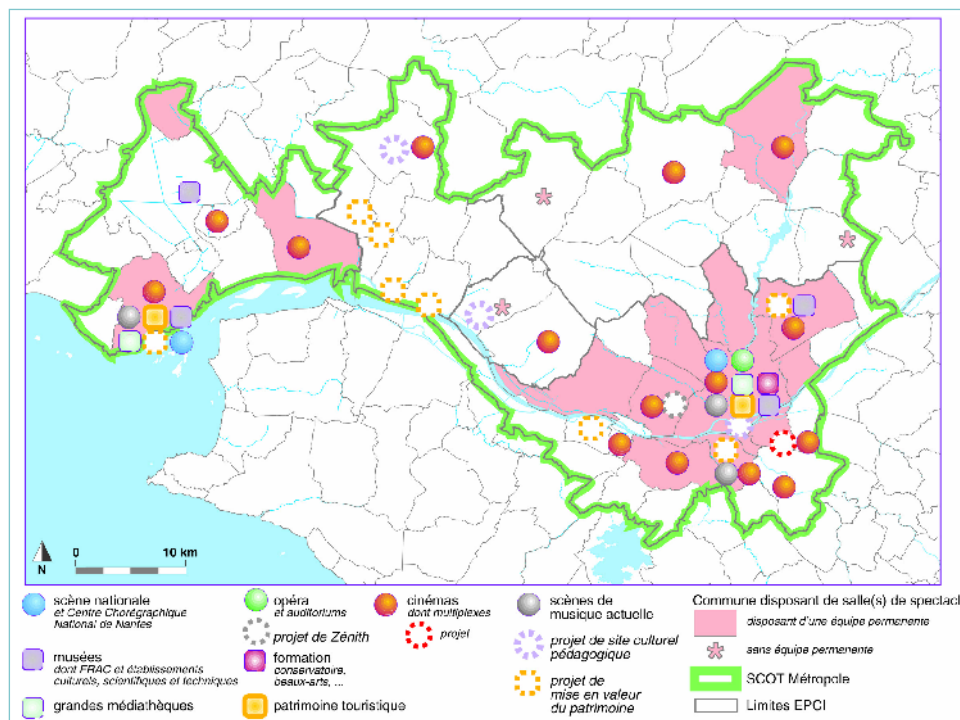 N
0
10 km
scène nationale
et Centre Chorégraphique
National de Nantes
musées
dont FRAC et établissements
culturels, scientifiques et techniques
grandes médiathèques
opéra
et auditoriums
projet de Zénith
formation
conservatoire,
beaux-arts, ...
patrimoine touristique
cinémas
dont multiplexes
projet
scènes de
musique actuelle
projet de site culturel
pédagogique
projet de
mise en valeur
du patrimoine
Commune disposant de salle(s) de spectacl
disposant d'une équipe permanente
sans équipe permanente
SCOT Métropole
Limites EPCI